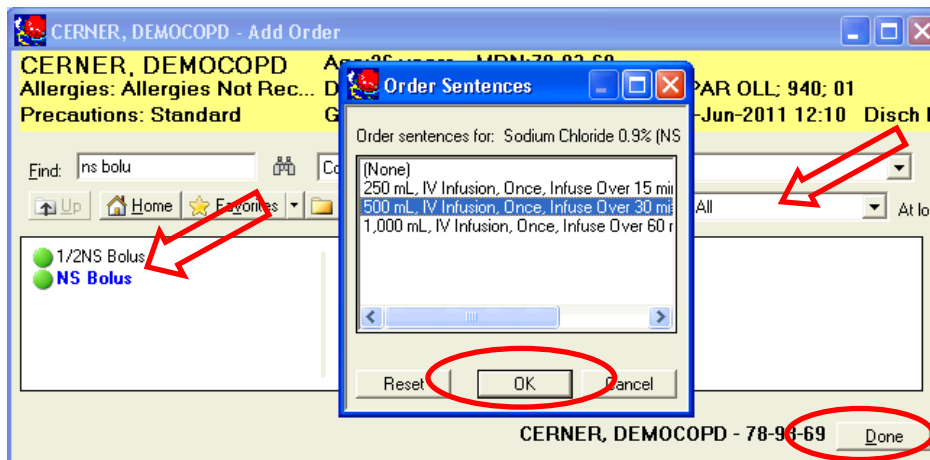 CERNER, DEMOCOPD - Add Order
CERNER, DEMOCOPD
Allergies: Allergies Not Rec... PAR OLL; 940; 01
Precautions: Standard -Jun-2011 12:10 Disch
Order Sentences
Order sentences for: Sodium Chloride 0.9% (NS
(None)
250 mL, IV Infusion, Once, Infuse Over 15
500 mL, IV Infusion, Once, Infuse Over 30
1,000 mL, IV Infusion, Once, Infuse Over 60
Reset OK Cancel
Find: ns bolu
Up Home Favorites All At lo
1/2NS Bolus
NS Bolus
CERNER, DEMOCOPD - 78-93-69 Done